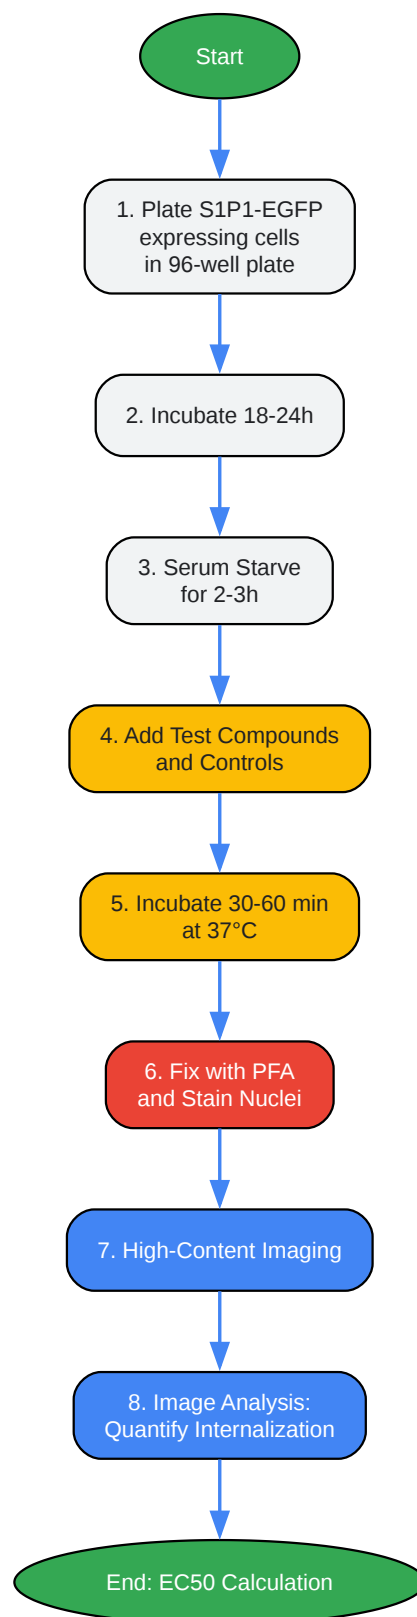 Start
1. Plate S1P1-EGFP
expressing cells
in 96-well plate
2. Incubate 18-24h
3. Serum Starve
for 2-3h
4. Add Test Compounds
and Controls
5. Incubate 30-60 min
at 37°C
6. Fix with PFA
and Stain Nuclei
7. High-Content Imaging
8. Image Analysis:
Quantify Internalization
End: EC50 Calculation